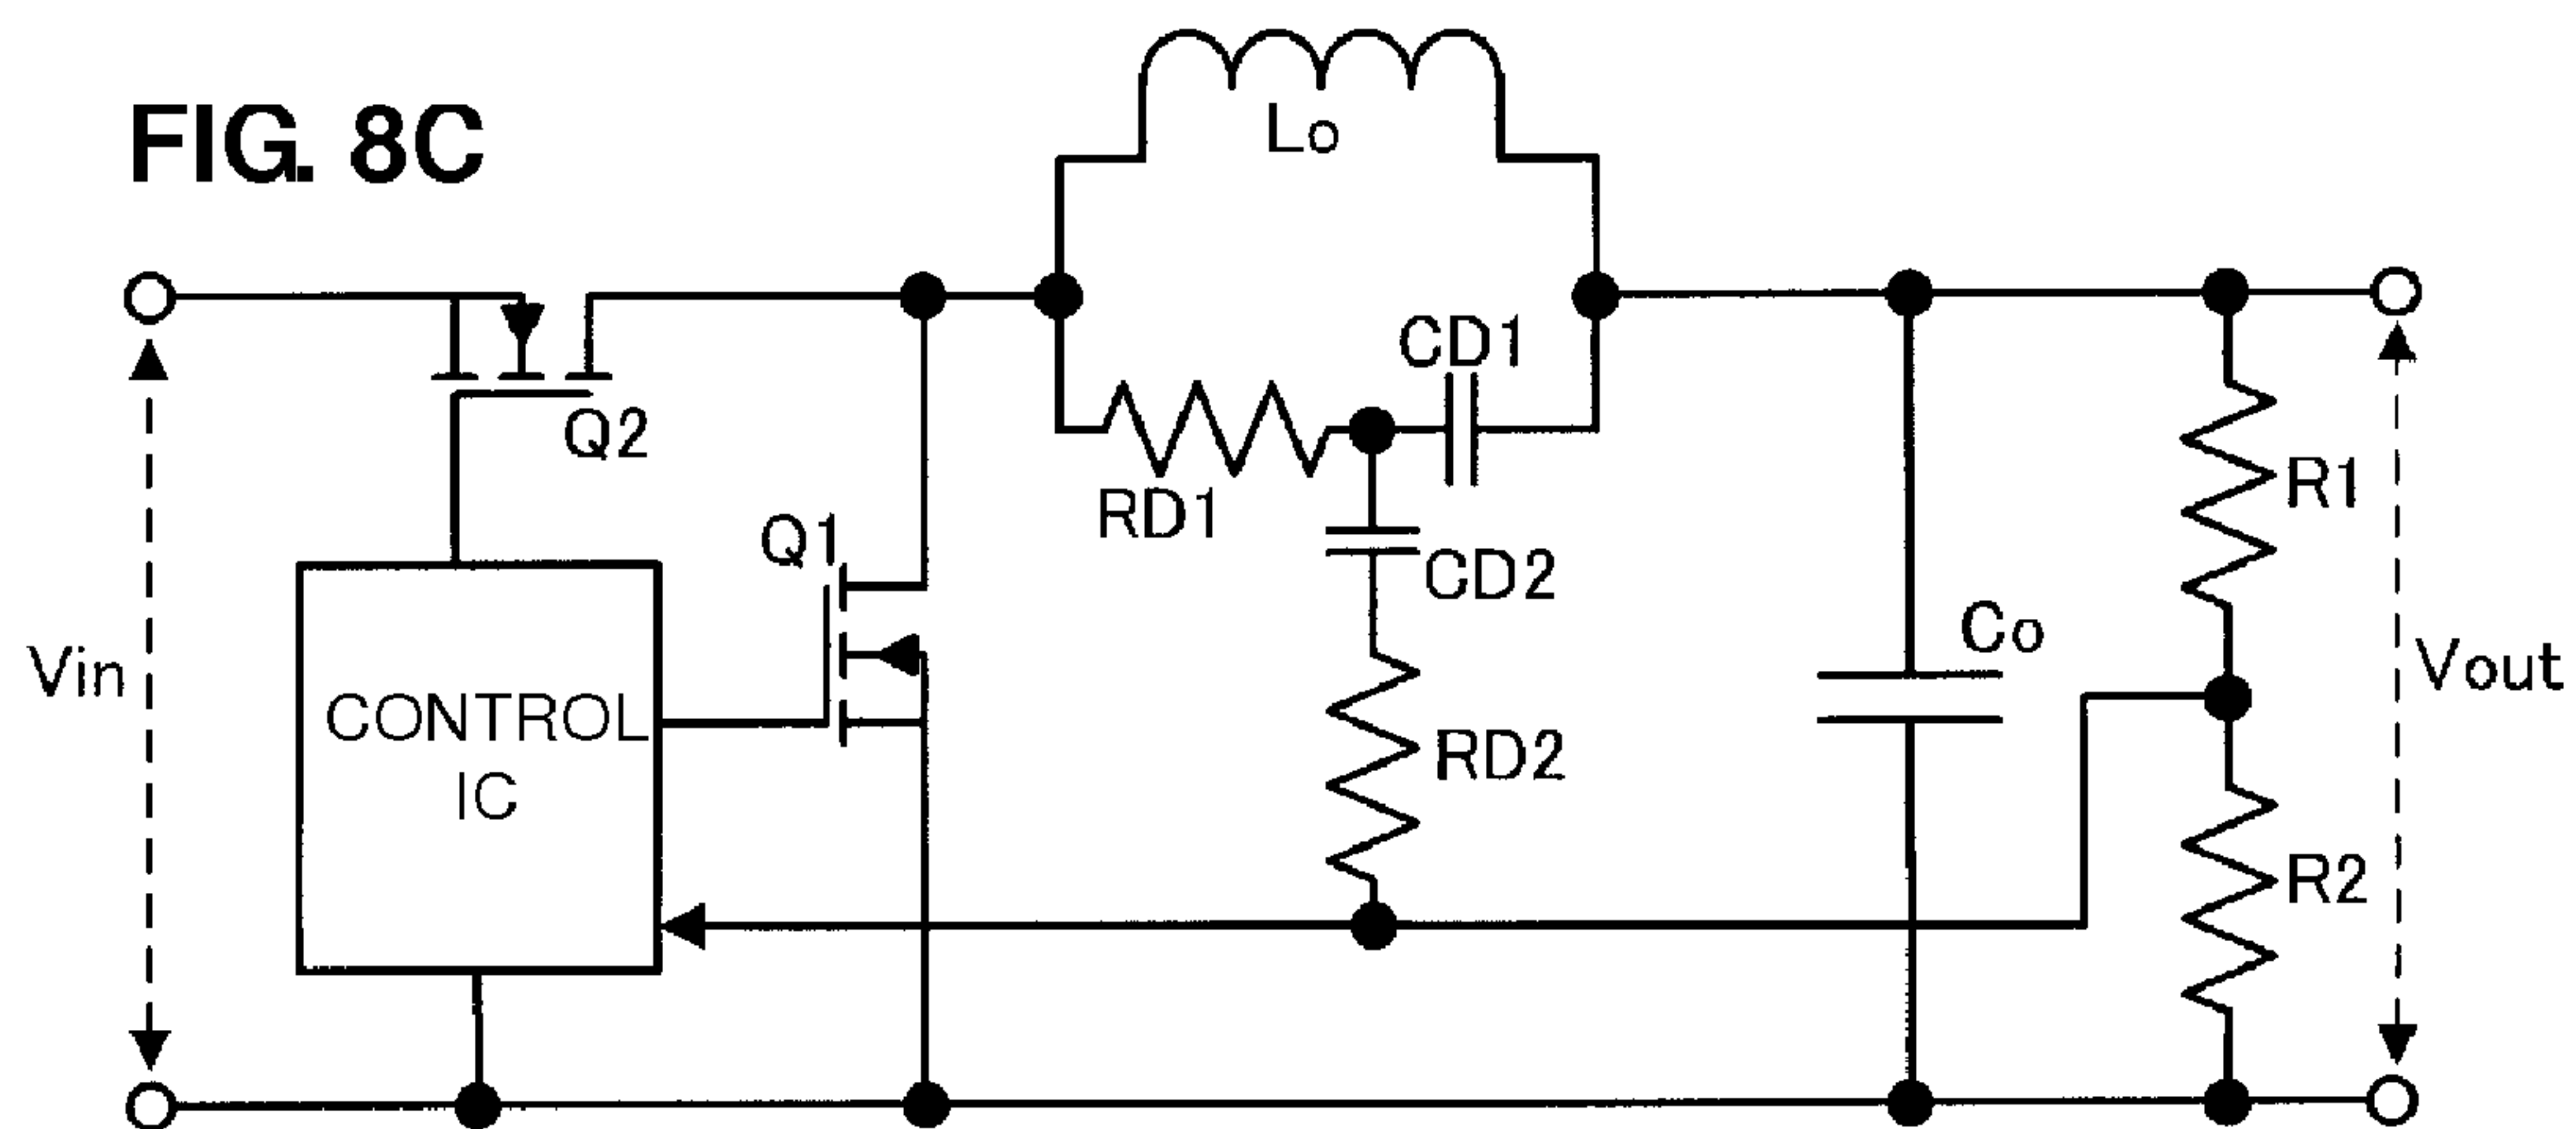 FIG. 8C
Lo
CD1
Q2
RD1
R1
Q1
CD2
Co
Vin
Vout
CONTROL
IC
RD2
R2